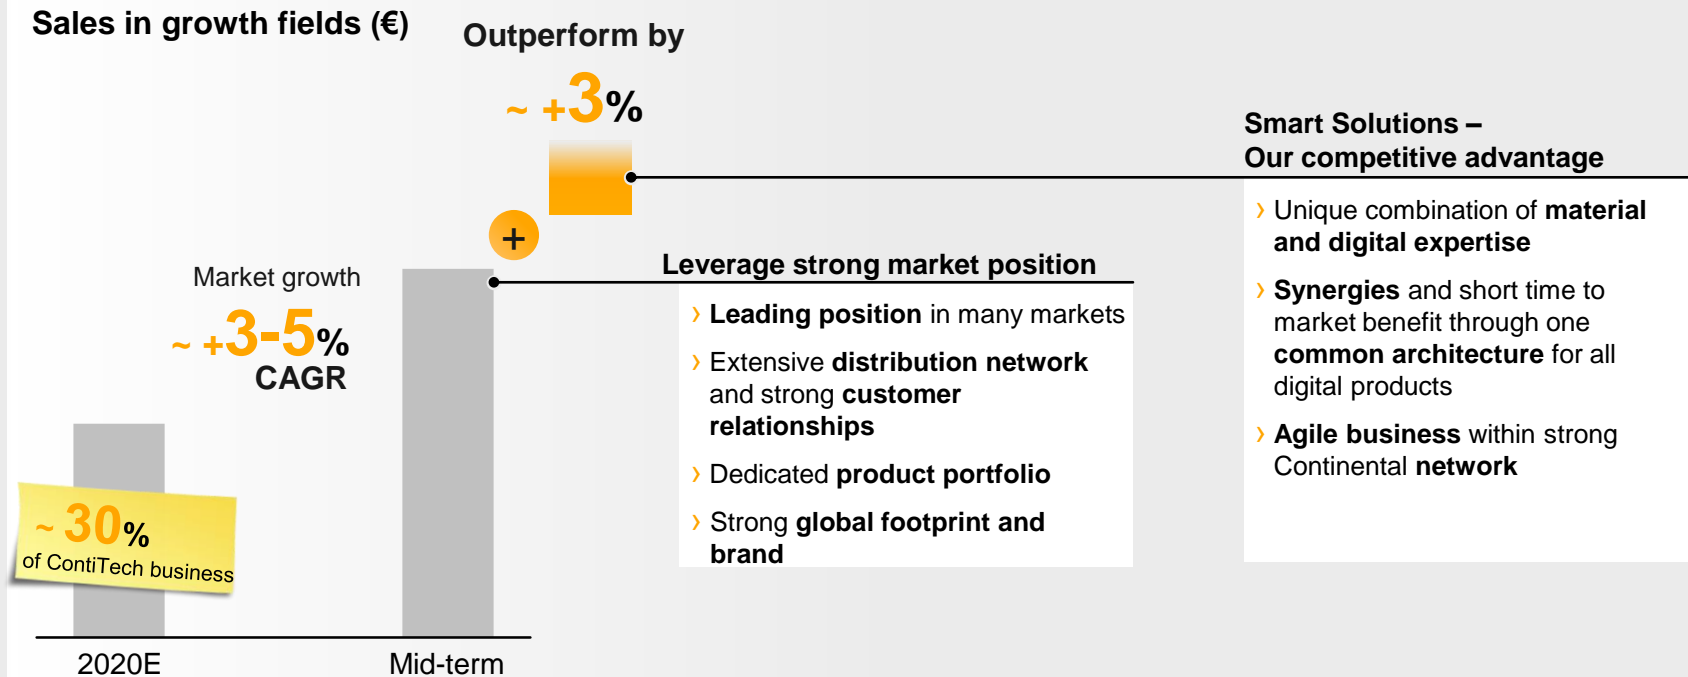 Sales in growth fields (€)
Outperform by
~ +3%
Market growth
~ +3-5%
CAGR
~ 30%
of ContiTech business
2020E
Mid-term
+
Leverage strong market position
› Leading position in many markets
› Extensive distribution network
and strong customer
relationships
› Dedicated product portfolio
› Strong global footprint and
brand
Smart Solutions –
Our competitive advantage
› Unique combination of material
and digital expertise
› Synergies and short time to
market benefit through one
common architecture for all
digital products
› Agile business within strong
Continental network